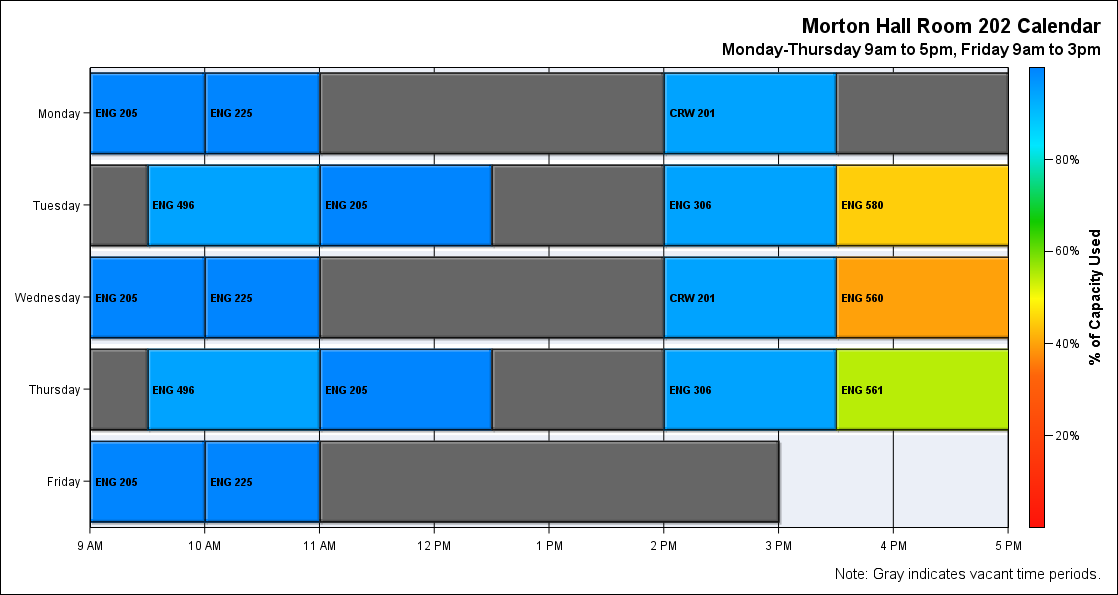 Morton Hall Room 202 Calendar
Monday-Thursday 9am to 5pm, Friday 9am to 3pm
Monday
ENG 205
ENG 225
CRW 201
Tuesday
ENG 496
ENG 205
ENG 306
ENG 580
Wednesday
ENG 205
ENG 225
CRW 201
ENG 560
Thursday
ENG 496
ENG 205
ENG 306
ENG 561
Friday
ENG 205
ENG 225
9 AM
10 AM
11 AM
12 PM
1 PM
2 PM
3 PM
4 PM
5 PM
80%
60%
40%
20%
% of Capacity Used
Note: Gray indicates vacant time periods.